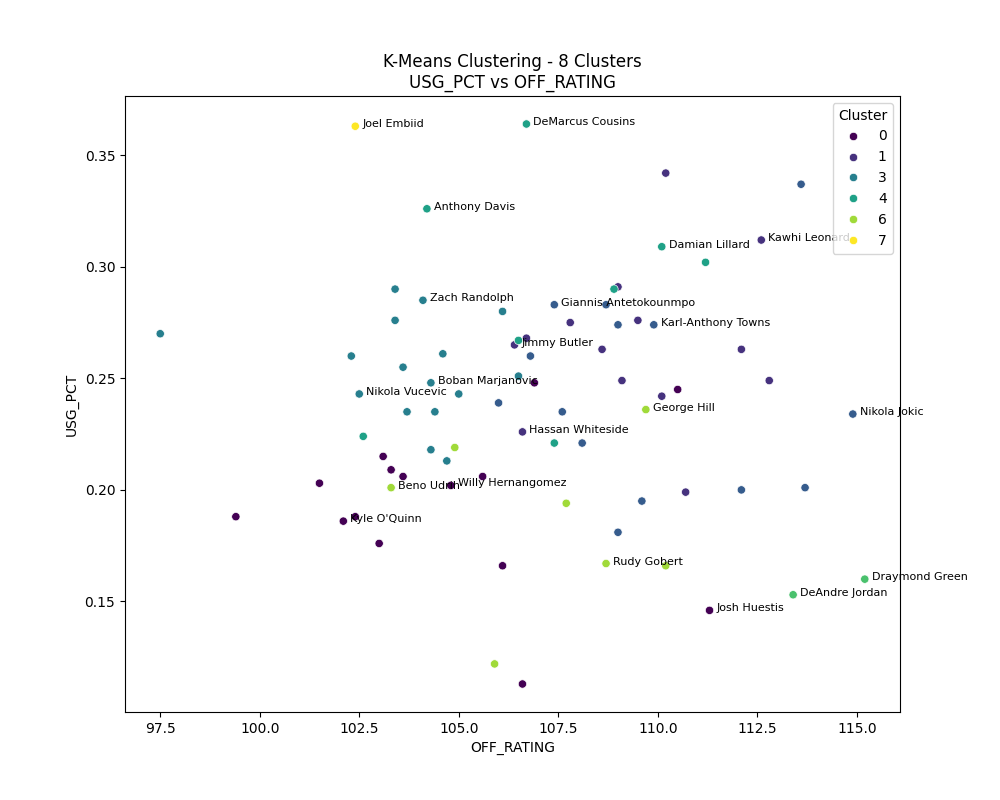 K-Means Clustering - 8 Clusters
USG_PCT vs OFF_RATING
Cluster
0
1
3
4
6
7
Joel Embiid
DeMarcus Cousins
Anthony Davis
Damian Lillard
Kawhi Leonard
Zach Randolph
Giannis Antetokounmpo
Karl-Anthony Towns
Jimmy Butler
Boban Marjanovic
Nikola Vucevic
George Hill
Nikola Jokic
Hassan Whiteside
Beno Udrih
Willy Hernangomez
Kyle O'Quinn
Rudy Gobert
Draymond Green
DeAndre Jordan
Josh Huestis
0.35
0.30
0.25
0.20
0.15
USG_PCT
97.5 100.0 102.5 105.0 107.5 110.0 112.5 115.0
OFF_RATING